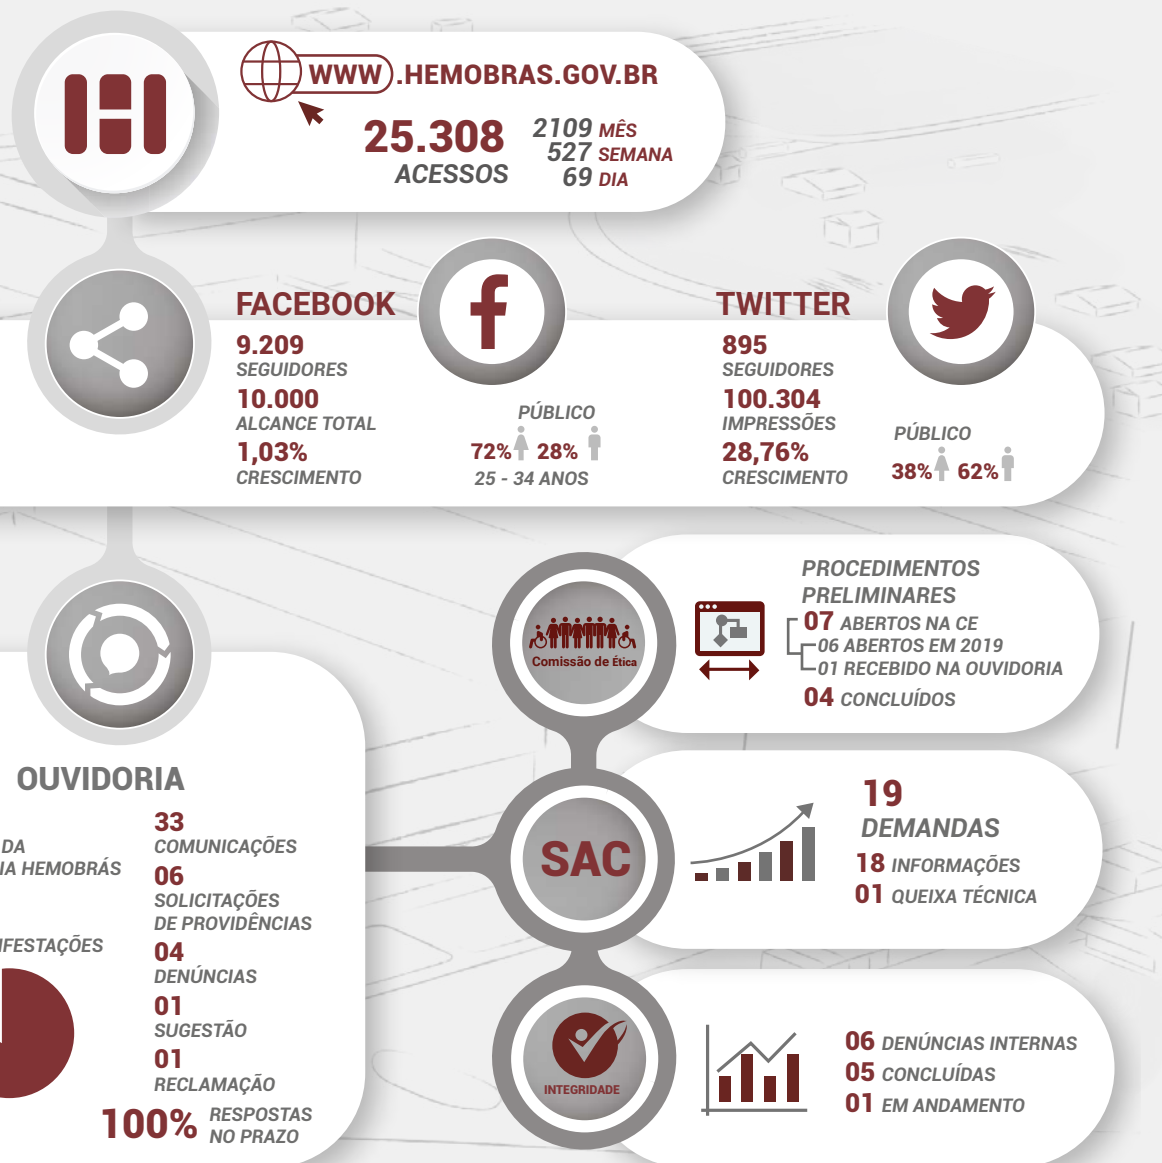 WWW.HEMOBRAS.GOV.BR
25.308
ACESSOS
2109 MÊS
527 SEMANA
69 DIA
FACEBOOK
9.209
SEGUIDORES
10.000
ALCANCE TOTAL
1,03%
CRESCIMENTO
PÚBLICO
72% 28%
25 - 34 ANOS
TWITTER
895
SEGUIDORES
100.304
IMPRESSÕES
28,76%
CRESCIMENTO
PÚBLICO
38% 62%
Comissão de Ética
PROCEDIMENTOS
PRELIMINARES
07 ABERTOS NA CE
06 ABERTOS EM 2019
01 RECEBIDO NA OUVIDORIA
04 CONCLUÍDOS
OUVIDORIA
DA
IA HEMOBRÁS
IFESTAÇÕES
33
COMUNICAÇÕES
06
SOLICITAÇÕES
DE PROVIDÊNCIAS
04
DENÚNCIAS
01
SUGESTÃO
01
RECLAMAÇÃO
100% RESPOSTAS
NO PRAZO
SAC
19
DEMANDAS
18 INFORMAÇÕES
01 QUEIXA TÉCNICA
INTEGRIDADE
06 DENÚNCIAS INTERNAS
05 CONCLUÍDAS
01 EM ANDAMENTO